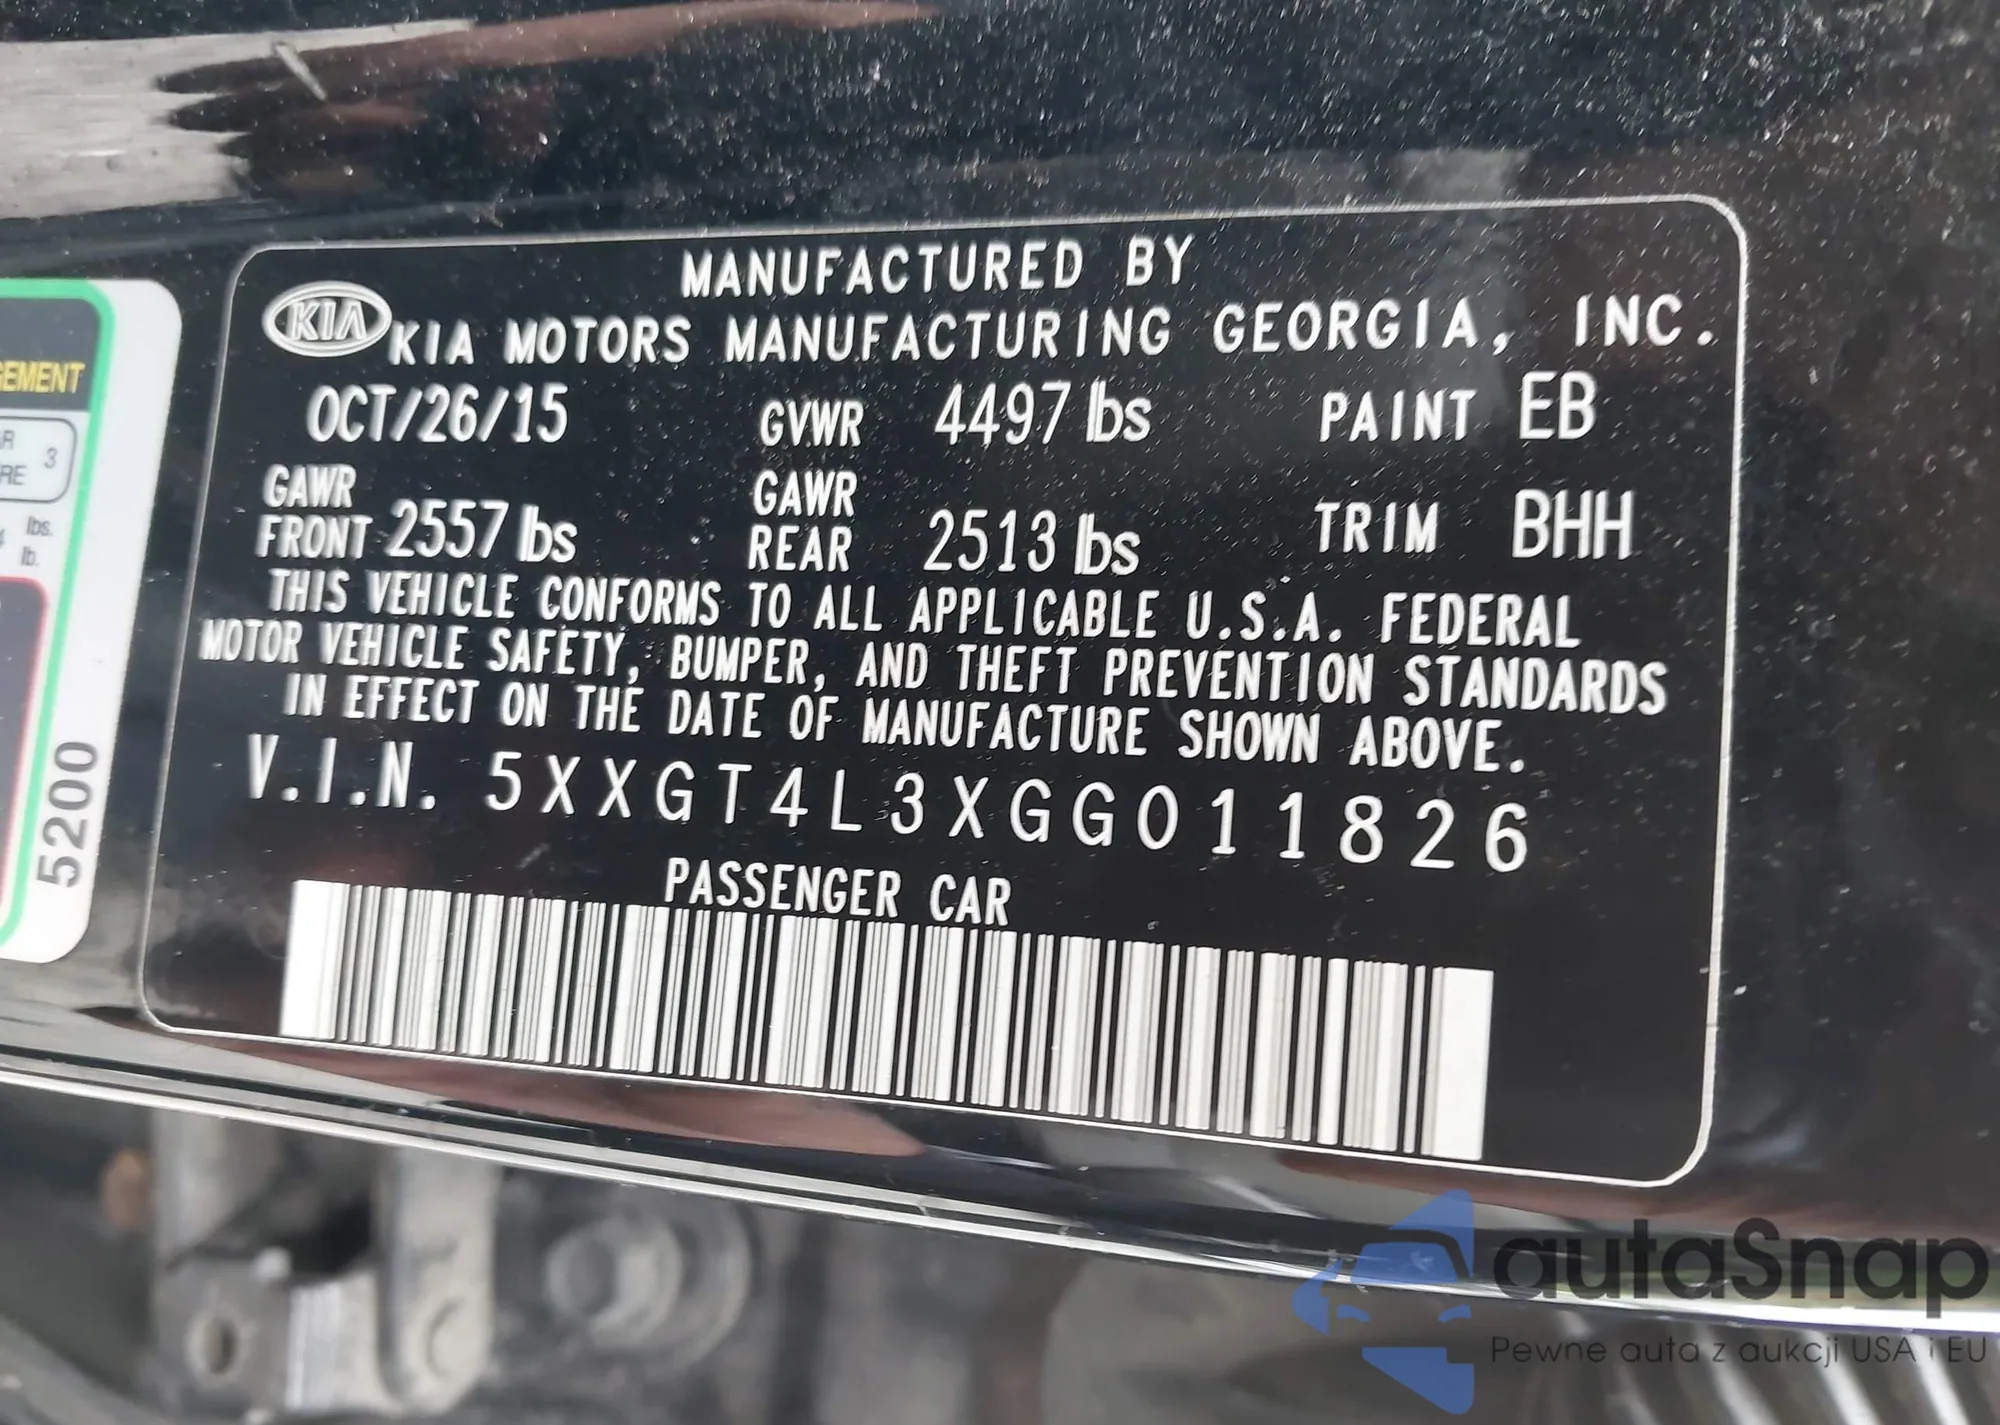 MANUFACTURED BY
KIA KIA MOTORS MANUFACTURING GEORGIA, INC.
OCT/26/15 GVWR 4497 lbs PAINT EB
GAWR FRONT 2557 lbs GAWR REAR 2513 lbs TRIM BHH
THIS VEHICLE CONFORMS TO ALL APPLICABLE U.S.A. FEDERAL
MOTOR VEHICLE SAFETY, BUMPER, AND THEFT PREVENTION STANDARDS
IN EFFECT ON THE DATE OF MANUFACTURE SHOWN ABOVE.
V.I.N. 5XXGT4L3XGG011826
PASSENGER CAR
3
lbs.
lb.
5200
autaSnap
Pewne auta z aukcji USA i EU